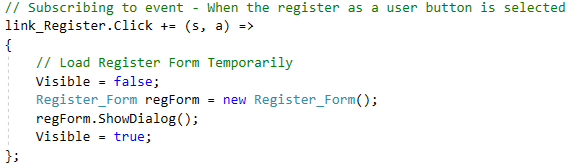 // Subscribing to event - When the register as a user button is selected
link_Register.Click += (s, a) =>
{
    // Load Register Form Temporarily
    Visible = false;
    Register_Form regForm = new Register_Form();
    regForm.ShowDialog();
    Visible = true;
};